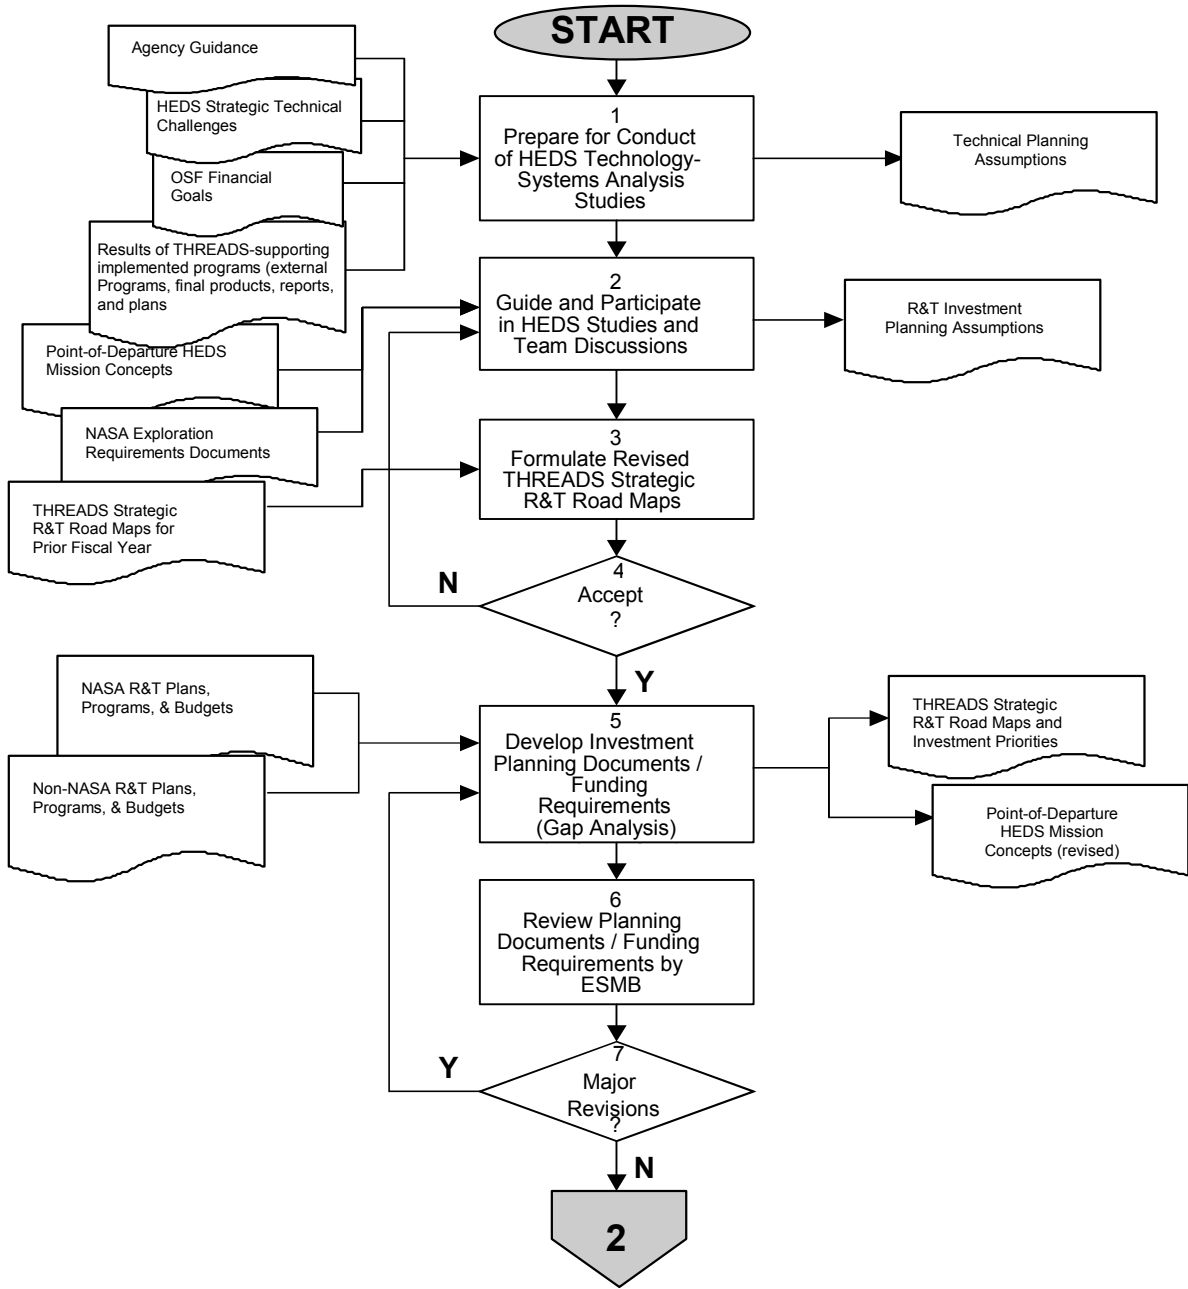 START
Agency Guidance
HEDS Strategic Technical
Challenges
OSF Financial
Goals
Results of THREADS-supporting
implemented programs (external
Programs, final products, reports,
and plans
1
Prepare for Conduct
of HEDS Technology-
Systems Analysis
Studies
Technical Planning
Assumptions
Point-of-Departure HEDS
Mission Concepts
NASA Exploration
Requirements Documents
2
Guide and Participate
in HEDS Studies and
Team Discussions
R&T Investment
Planning Assumptions
THREADS Strategic
R&T Road Maps for
Prior Fiscal Year
3
Formulate Revised
THREADS Strategic
R&T Road Maps
4
Accept
?
N
Y
NASA R&T Plans,
Programs, & Budgets
Non-NASA R&T Plans,
Programs, & Budgets
5
Develop Investment
Planning Documents /
Funding
Requirements
(Gap Analysis)
THREADS Strategic
R&T Road Maps and
Investment Priorities
Point-of-Departure
HEDS Mission
Concepts (revised)
6
Review Planning
Documents / Funding
Requirements by
ESMB
7
Major
Revisions
?
Y
N
2